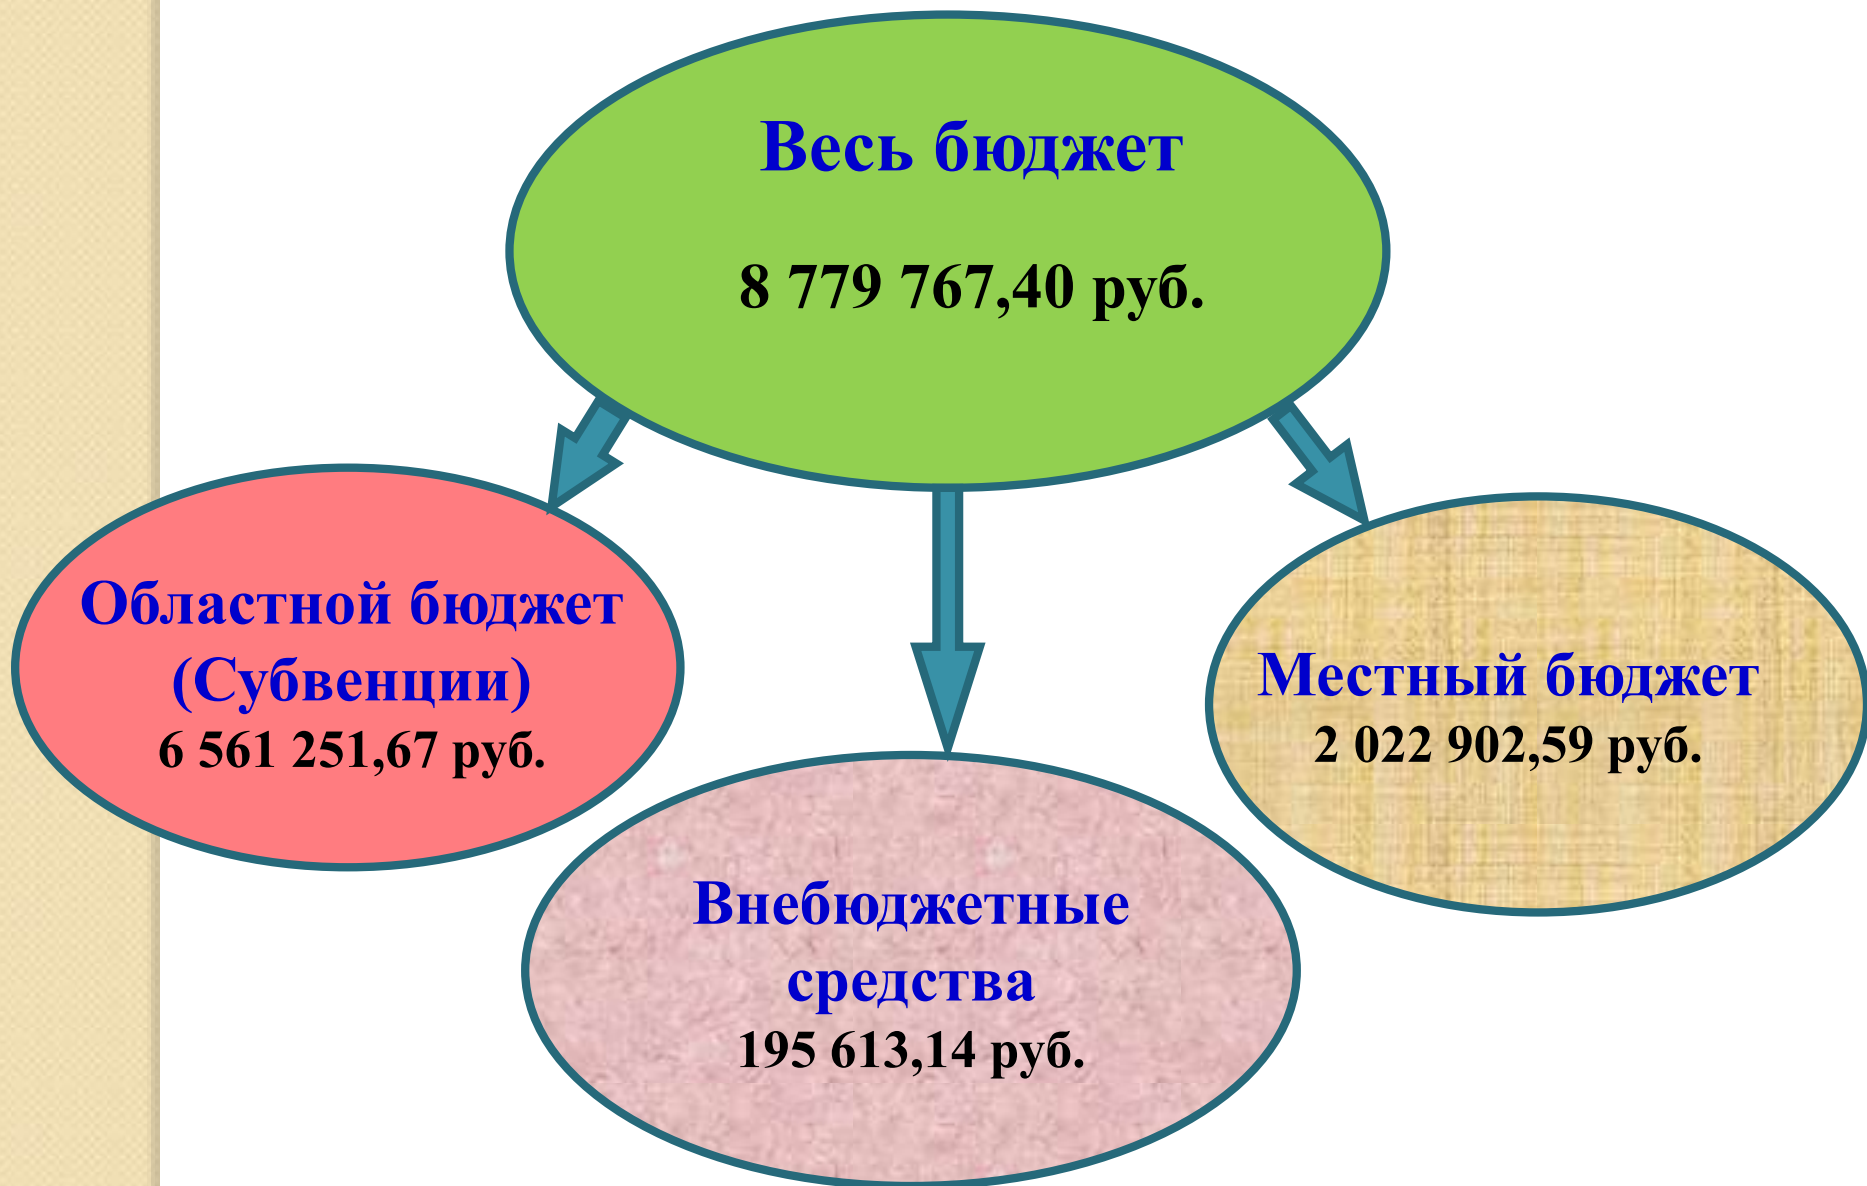 Весь бюджет
8 779 767,40 руб.
Областной бюджет
(Субвенции)
6 561 251,67 руб.
Местный бюджет
2 022 902,59 руб.
Внебюджетные
средства
195 613,14 руб.